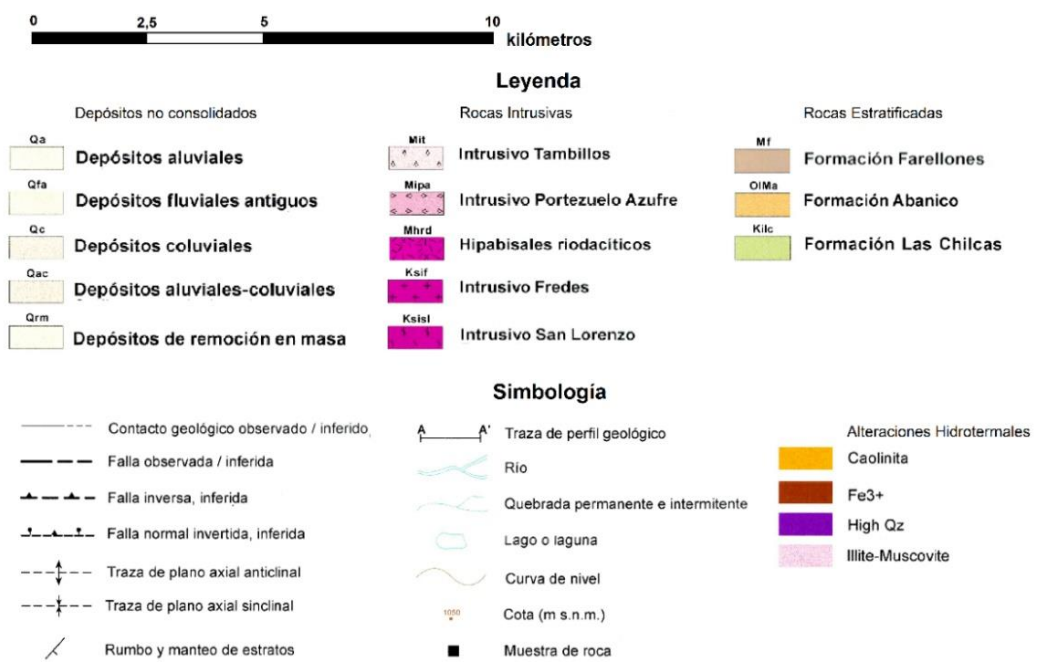 0 2,5 5 10
kilómetros
Leyenda
Depósitos no consolidados
Qa
Depósitos aluviales
Qfa
Depósitos fluviales antiguos
Qc
Depósitos coluviales
Qac
Depósitos aluviales-coluviales
Qrm
Depósitos de remoción en masa
Rocas Intrusivas
Mit
Intrusivo Tambillos
Mipa
Intrusivo Portezuelo Azufre
Mhrd
Hipabisales riodaciticos
Ksif
Intrusivo Fredes
Ksisl
Intrusivo San Lorenzo
Rocas Estratificadas
Mf
Formación Farellones
OlMa
Formación Abanico
Kilc
Formación Las Chilcas
Simbología
Contacto geológico observado / inferido,
Falla observada / inferida
Falla inversa, inferida
Falla normal invertida, inferida
Traza de plano axial anticlinal
Traza de plano axial sinclinal
Rumbo y manteo de estratos
A A'
Traza de perfil geológico
Río
Quebrada permanente e intermitente
Lago o laguna
Curva de nivel
1050
Cota (m s.n.m.)
Muestra de roca
Alteraciones Hidrotermales
Caolinita
Fe3+
High Qz
Illite-Muscovite